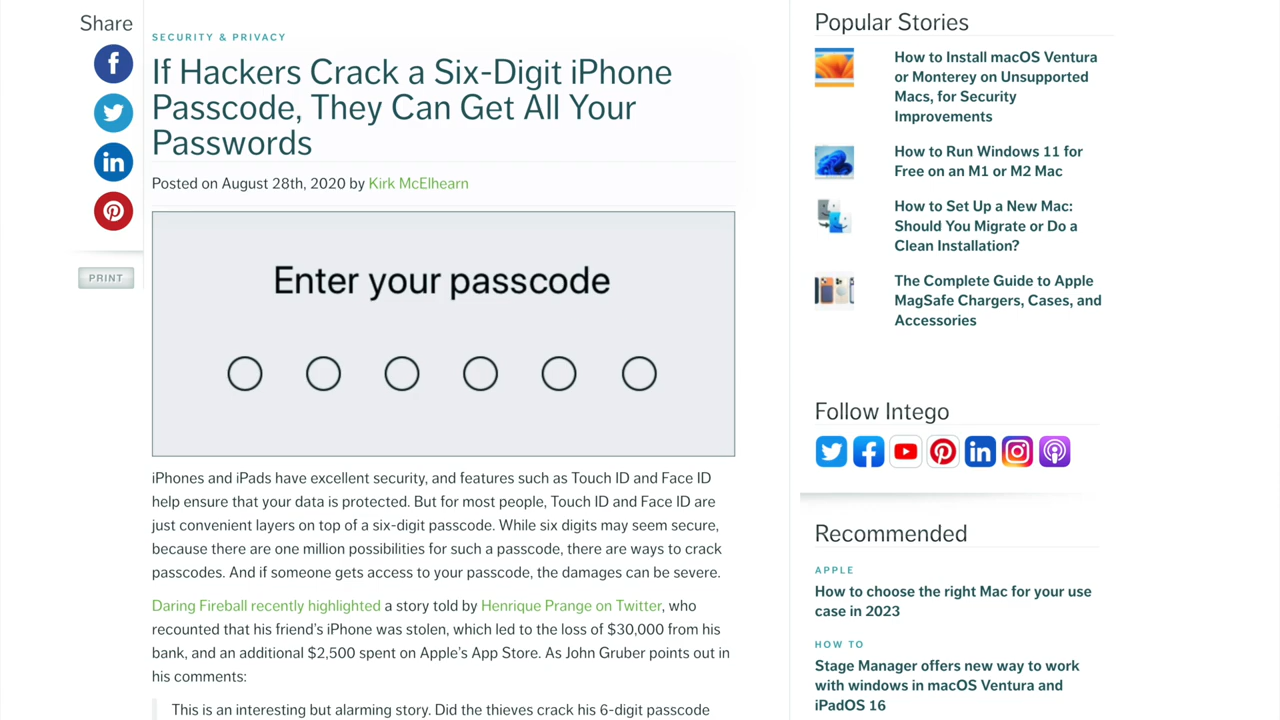 Share
SECURITY & PRIVACY
If Hackers Crack a Six-Digit iPhone
Passcode, They Can Get All Your
Passwords
Posted on August 28th, 2020 by Kirk McElhearn
PRINT
Enter your passcode
iPhones and iPads have excellent security, and features such as Touch ID and Face ID
help ensure that your data is protected. But for most people, Touch ID and Face ID are
just convenient layers on top of a six-digit passcode. While six digits may seem secure,
because there are one million possibilities for such a passcode, there are ways to crack
passcodes. And if someone gets access to your passcode, the damages can be severe.
Daring Fireball recently highlighted a story told by Henrique Prange on Twitter, who
recounted that his friend's iPhone was stolen, which led to the loss of $30,000 from his
bank, and an additional $2,500 spent on Apple's App Store. As John Gruber points out in
his comments:
This is an interesting but alarming story. Did the thieves crack his 6-digit passcode
Popular Stories
How to Install macOS Ventura
or Monterey on Unsupported
Macs, for Security
Improvements
How to Run Windows 11 for
Free on an M1 or M2 Mac
How to Set Up a New Mac:
Should You Migrate or Do a
Clean Installation?
The Complete Guide to Apple
MagSafe Chargers, Cases, and
Accessories
Follow Intego
Recommended
APPLE
How to choose the right Mac for your use
case in 2023
HOW TO
Stage Manager offers new way to work
with windows in macOS Ventura and
iPadOS 16